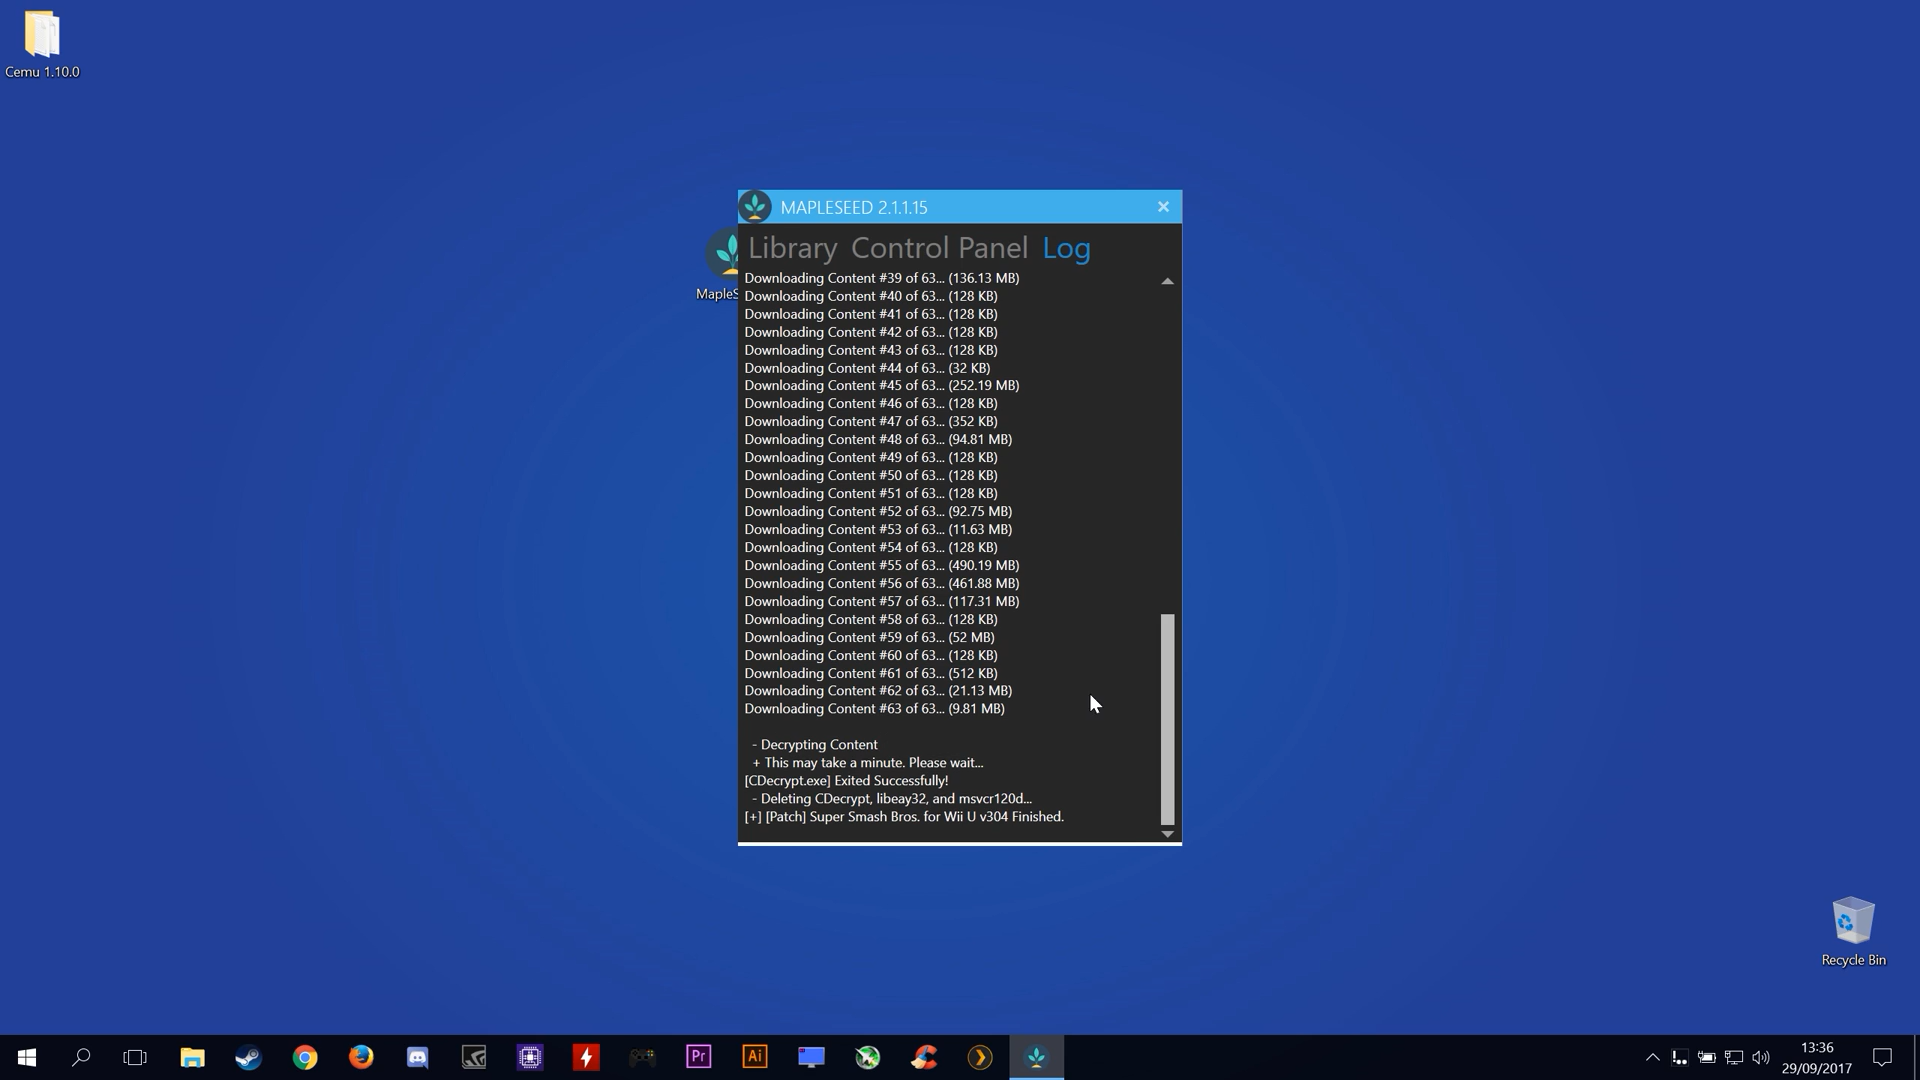 Cemu 1.10.0
MapleS
MAPLESEED 2.1.1.15
Library Control Panel Log
Downloading Content #39 of 63... (136.13 MB)
Downloading Content #40 of 63... (128 KB)
Downloading Content #41 of 63... (128 KB)
Downloading Content #42 of 63... (128 KB)
Downloading Content #43 of 63... (128 KB)
Downloading Content #44 of 63... (32 KB)
Downloading Content #45 of 63... (252.19 MB)
Downloading Content #46 of 63... (128 KB)
Downloading Content #47 of 63... (352 KB)
Downloading Content #48 of 63... (94.81 MB)
Downloading Content #49 of 63... (128 KB)
Downloading Content #50 of 63... (128 KB)
Downloading Content #51 of 63... (128 KB)
Downloading Content #52 of 63... (92.75 MB)
Downloading Content #53 of 63... (11.63 MB)
Downloading Content #54 of 63... (128 KB)
Downloading Content #55 of 63... (490.19 MB)
Downloading Content #56 of 63... (461.88 MB)
Downloading Content #57 of 63... (117.31 MB)
Downloading Content #58 of 63... (128 KB)
Downloading Content #59 of 63... (52 MB)
Downloading Content #60 of 63... (128 KB)
Downloading Content #61 of 63... (512 KB)
Downloading Content #62 of 63... (21.13 MB)
Downloading Content #63 of 63... (9.81 MB)
- Decrypting Content
+ This may take a minute. Please wait...
[CDecrypt.exe] Exited Successfully!
- Deleting CDecrypt, libeay32, and msvcr120d...
[+] [Patch] Super Smash Bros. for Wii U v304 Finished.
Recycle Bin
Pr
Ai
13:36
29/09/2017